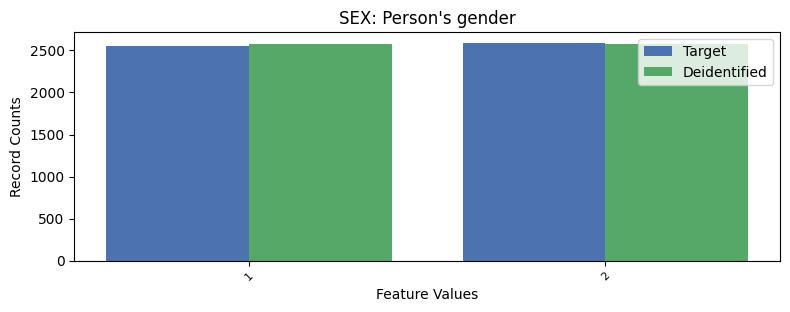 SEX: Person's gender
Target
Deidentified
Record Counts
2500
2000
1500
1000
500
0
1
2
Feature Values